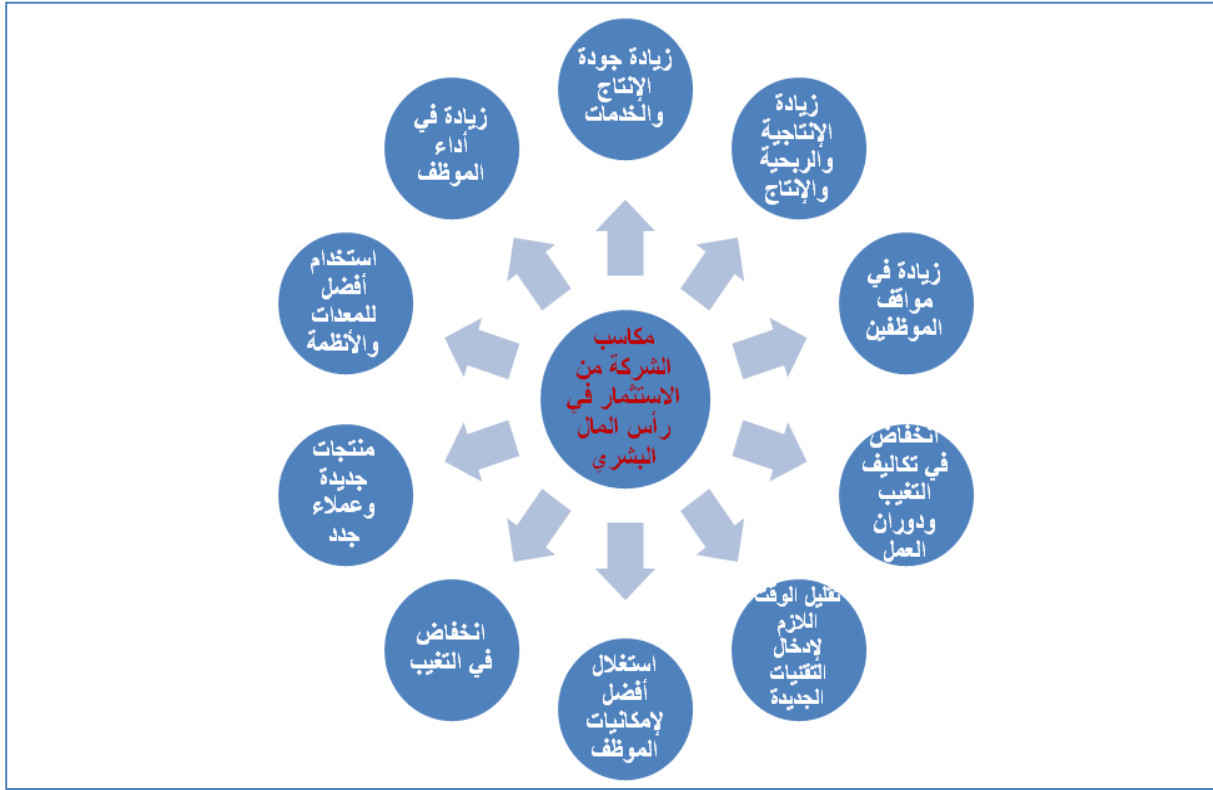 مكاسب
الشركة من
الاستثمار في
رأس المال
البشري
زيادة جودة
الإنتاج
والخدمات
زيادة
الإنتاجية
والربحية
والإنتاج
زيادة في
مواقف
الموظفين
انخفاض
في تكاليف
التغيب
ودوران
العمل
تقليل الوقت
اللازم
لإدخال
التقنيات
الجديدة
استغلال
أفضل
لإمكانيات
الموظف
انخفاض
في التغيب
منتجات
جديدة
وعملاء
جدد
استخدام
أفضل
للمعدات
والأنظمة
زيادة في
أداء
الموظف